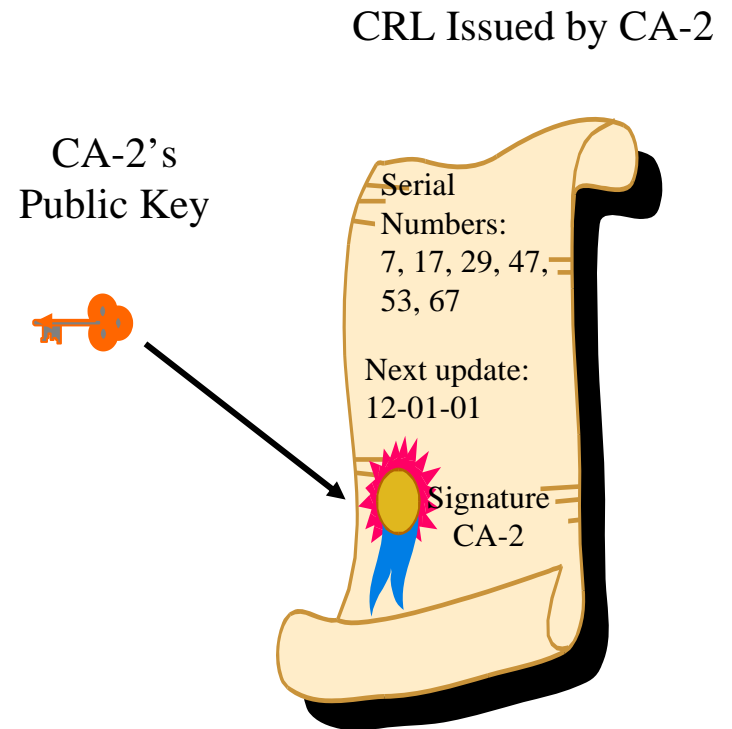 CRL Issued by CA-2
CA-2’s
Public Key
Serial
Numbers:
7, 17, 29, 47,
53, 67
Next update:
12-01-01
Signature
CA-2